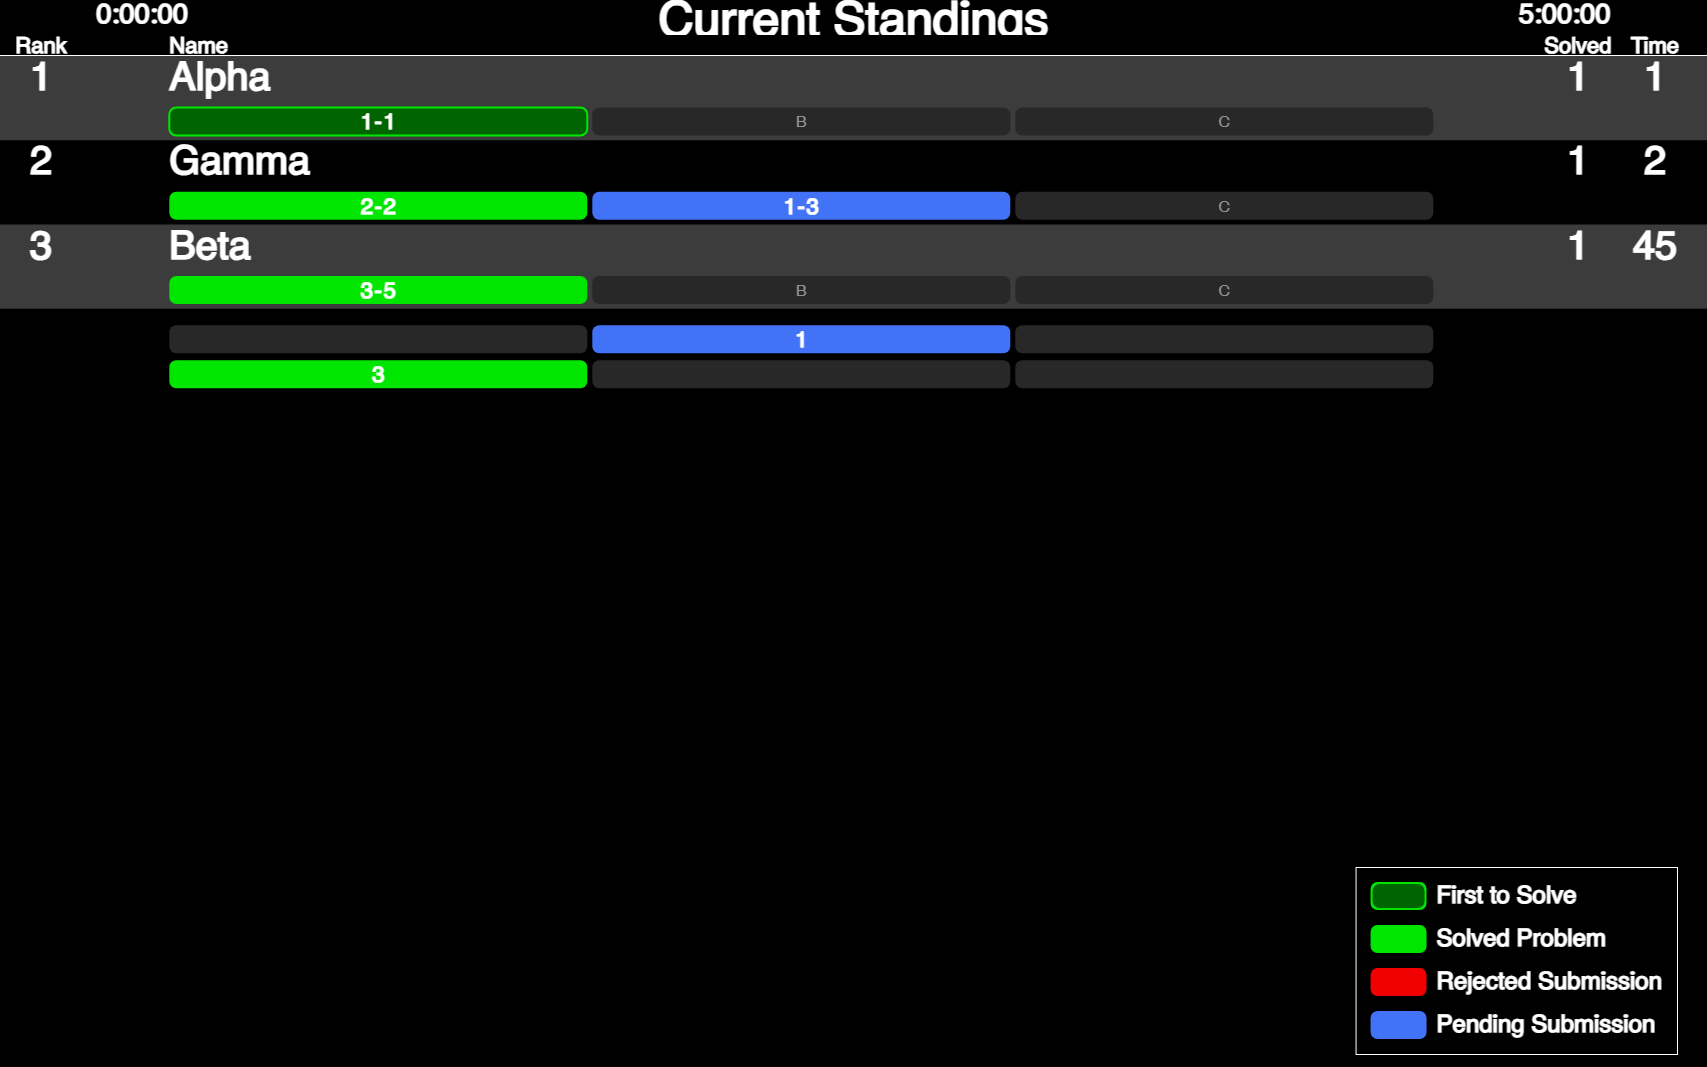 0:00:00 Current Standings 5:00:00
Rank Name Solved Time
1 Alpha 1 1
1-1 B C
2 Gamma 1 2
2-2 1-3 C
3 Beta 1 45
3-5 B C
1
3
First to Solve
Solved Problem
Rejected Submission
Pending Submission